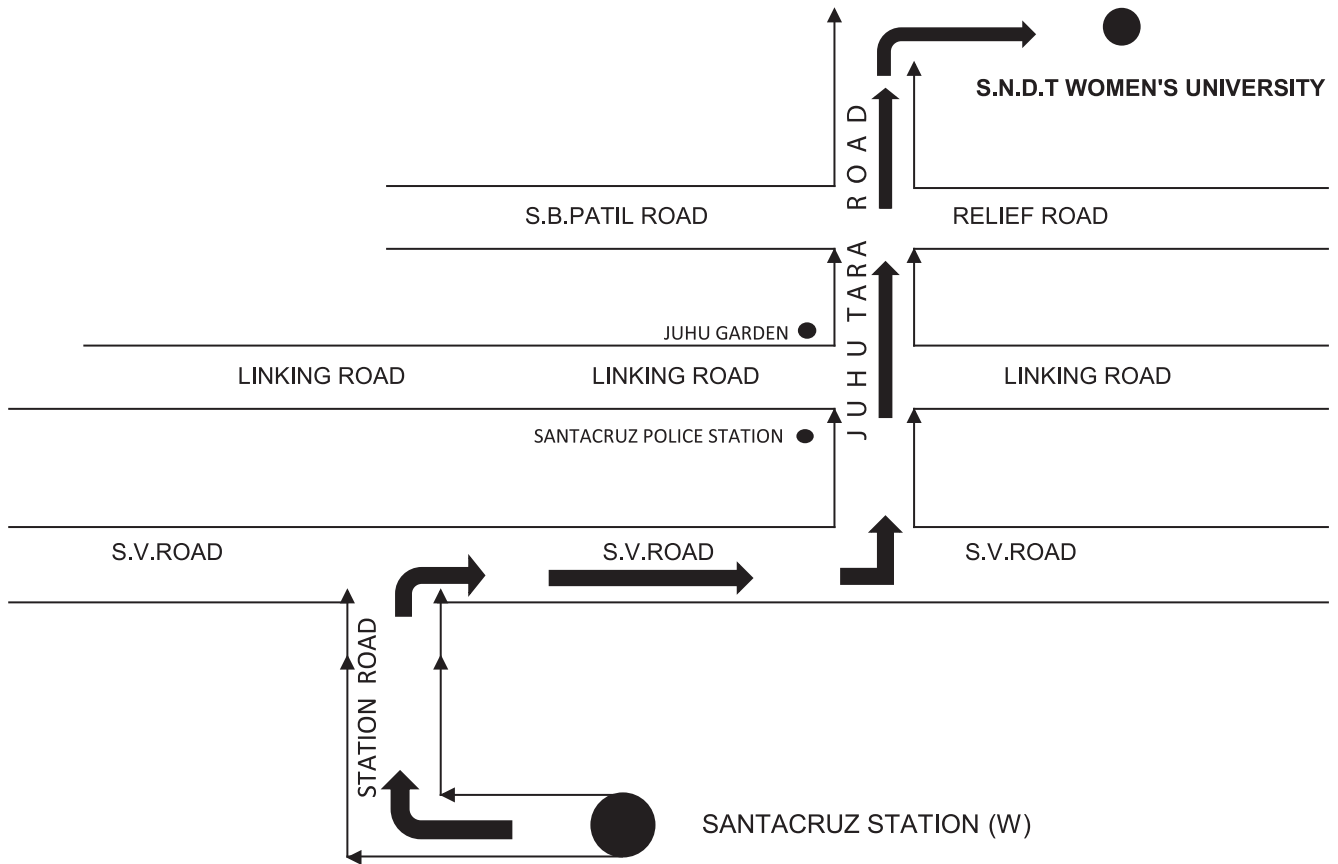 S.N.D.T WOMEN'S UNIVERSITY
JUHU TARA ROAD
S.B.PATIL ROAD
RELIEF ROAD
JUHU GARDEN
LINKING ROAD
LINKING ROAD
LINKING ROAD
SANTACRUZ POLICE STATION
S.V.ROAD
S.V.ROAD
S.V.ROAD
STATION ROAD
SANTACRUZ STATION (W)